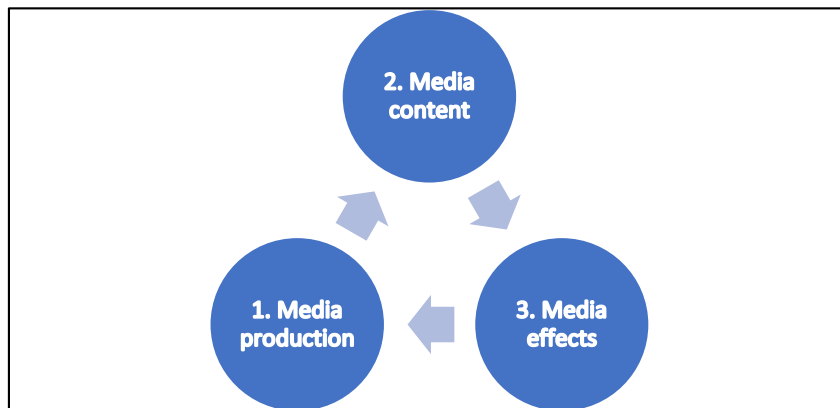 2. Media
content
1. Media
production
3. Media
effects